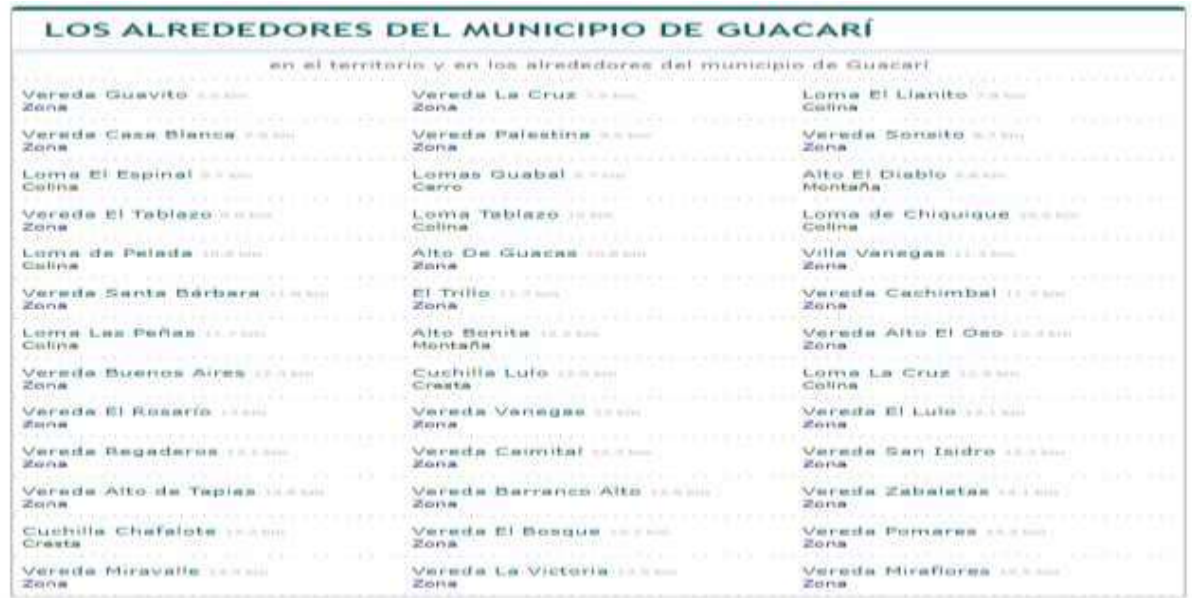 LOS ALREDEDORES DEL MUNICIPIO DE GUACARÍ
en el territorio y en los alrededores del municipio de Guacarí
Vereda Guavito Vereda La Cruz Loma El Llanito
Zona Zona Colina
Vereda Casa Blanca Vereda Palestina Vereda Sonsito
Zona Zona Zona
Loma El Espinal Lomas Guabal Alto El Diablo
Colina Cerro Montaña
Vereda El Tablazo Loma Tablazo Loma de Chiquique
Zona Colina Colina
Loma de Pelada Alto De Guacas Villa Vanegas
Colina Zona Zona
Vereda Santa Bárbara El Trillo Vereda Cachimbal
Zona Zona Zona
Loma Las Peñas Alto Bonita Vereda Alto El Oso
Colina Montaña Zona
Vereda Buenos Aires Cuchilla Lulo Loma La Cruz
Zona Cresta Colina
Vereda El Rosario Vereda Vanegas Vereda El Lulo
Zona Zona Zona
Vereda Regaderos Vereda Caimital Vereda San Isidro
Zona Zona Zona
Vereda Alto de Tapias Vereda Barranco Alto Vereda Zabaletas
Zona Zona Zona
Cuchilla Chafalote Vereda El Bosque Vereda Pomares
Cresta Zona Zona
Vereda Miravalle Vereda La Victoria Vereda Miraflores
Zona Zona Zona